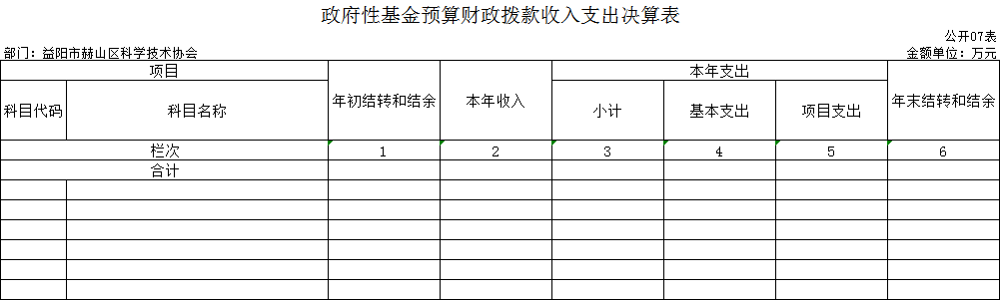 政府性基金预算财政拨款收入支出决算表
公开07表
部门：益阳市赫山区科学技术协会 金额单位：万元
项目 年初结转和结余 本年收入 本年支出 年末结转和结余
科目代码 科目名称 小计 基本支出 项目支出
栏次 1 2 3 4 5 6
合计